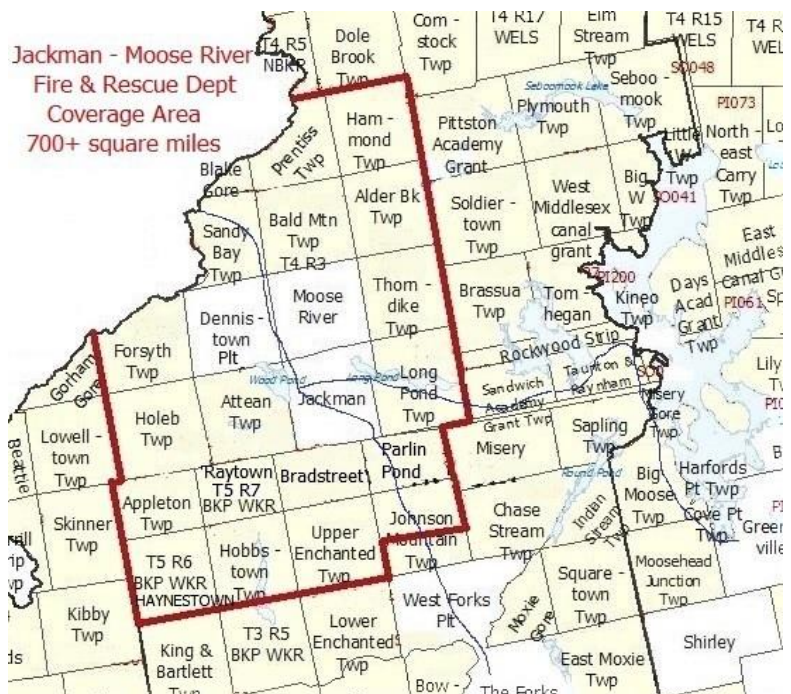 Jackman - Moose River
Fire & Rescue Dept
Coverage Area
700+ square miles
T4 R5
NBKP
Dole
Brook
Twp
Com -
stock
Twp
T4 R17
WELS
Elm
Stream
Twp
T4 R15
WELS
SO048
Seboomook Lake
Seboo -
mook
Twp
Plymouth
Twp
PI073
Ham -
mond
Twp
Prentiss
Twp
Pittston
Academy
Grant
Little
W
Twp
North -
east
Carry
Twp
Blake
Gore
Alder Bk
Twp
Soldier -
town
Twp
West
Middlesex
canal
grant
Big
W
Twp
SO041
Sandy
Bay
Twp
Bald Mtn
Twp
T4 R3
East
Days
Acad
Grant
Twp
PI200
Kineo
Twp
PI061
Moose
River
Thorn -
dike
Twp
Brassua
Twp
Tom -
hegan
Dennis -
town
Plt
Rockwood Strip
Forsyth
Twp
Gorham
Gore
Wood Pond
Long Pond
Long
Pond
Twp
Sandwich
Academy
Grant Twp
Taunton &
Raynham
Lily
Misery
Gore
Twp
Holeb
Twp
Attean
Twp
Jackman
Lowell -
town
Twp
Beattie
Parlin
Pond
Misery
Sapling
Twp
Raytown
T5 R7
BKP WKR
Bradstreet
Round Pond
Big
Moose
Twp
Harfords
Pt Twp
Cove Pt
Twp
Appleton
Twp
Skinner
Twp
Johnson
Mountain
Twp
Chase
Stream
Twp
Indian
Stream
Twp
Green
ville
Upper
Enchanted
Twp
Hobbs -
town
Twp
T5 R6
BKP WKR
HAYNESTOWN
Square -
town
Twp
Moosehead
Junction
Twp
Kibby
Twp
West Forks
Plt
Moxie
Gore
Lower
Enchanted
Twp
T3 R5
BKP WKR
King &
Bartlett
Twp
Shirley
East Moxie
Twp
Bow -
The Forks